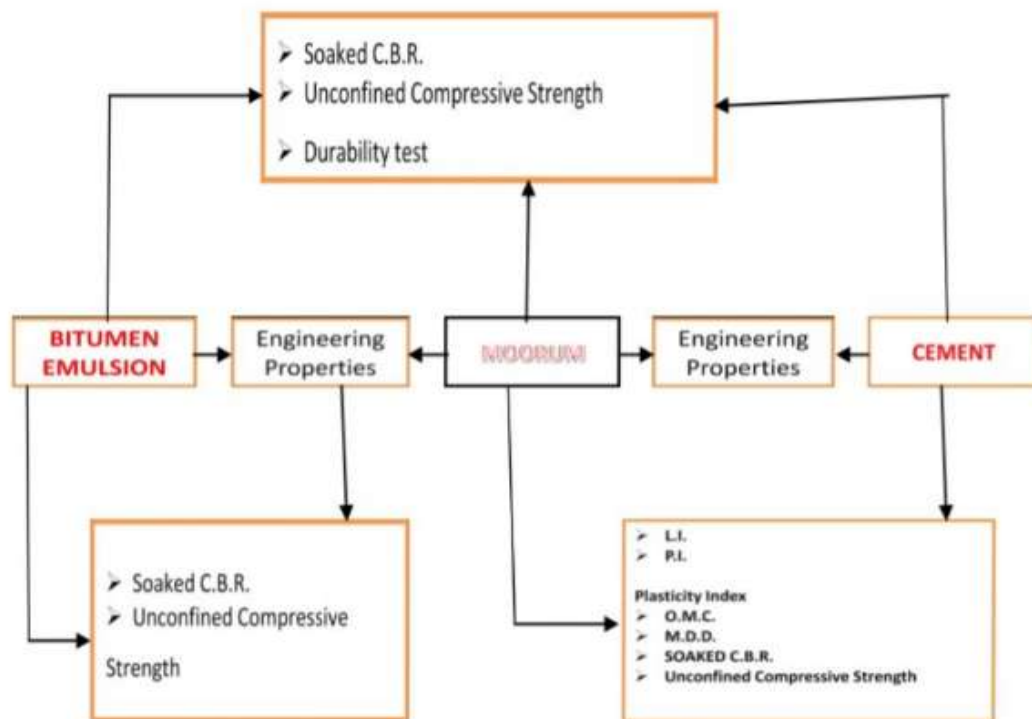 ➢ Soaked C.B.R.
➢ Unconfined Compressive Strength
➢ Durability test
BITUMEN
EMULSION
Engineering
Properties
MOORUM
Engineering
Properties
CEMENT
➢ Soaked C.B.R.
➢ Unconfined Compressive
Strength
➢ L.I.
➢ P.I.
Plasticity Index
➢ O.M.C.
➢ M.D.D.
➢ SOAKED C.B.R.
➢ Unconfined Compressive Strength